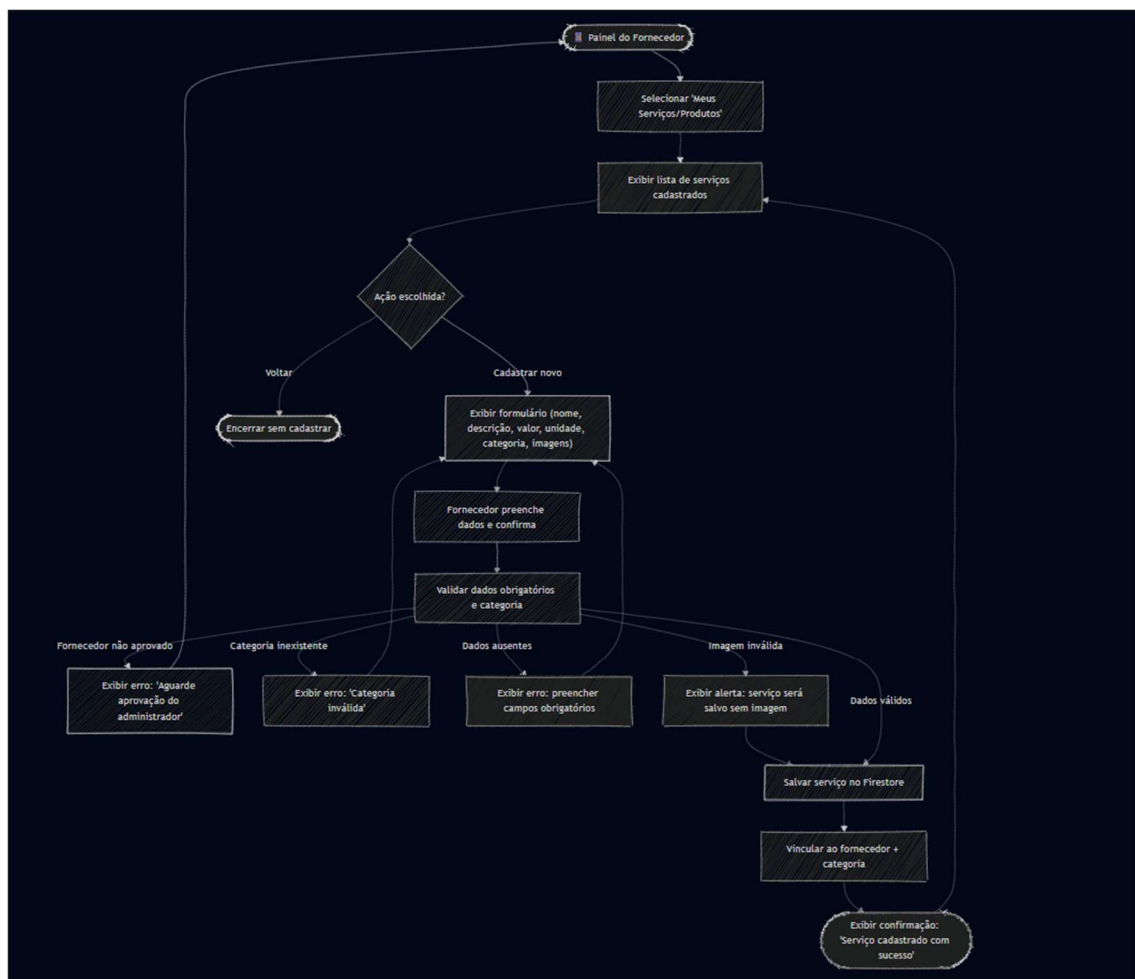 Painel do Fornecedor
Selecionar 'Meus
Serviços/Produtos'
Exibir lista de serviços
cadastrados
Ação escolhida?
Voltar
Cadastrar novo
Encerrar sem cadastrar
Exibir formulário (nome,
descrição, valor, unidade,
categoria, imagens)
Fornecedor preenche
dados e confirma
Validar dados obrigatórios
e categoria
Fornecedor não aprovado
Categoria inexistente
Dados ausentes
Imagem inválida
Dados válidos
Exibir erro: 'Aguarde
aprovação do
administrador'
Exibir erro: 'Categoria
inválida'
Exibir erro: preencher
campos obrigatórios
Exibir alerta: serviço será
salvo sem imagem
Salvar serviço no Firestore
Vincular ao fornecedor +
categoria
Exibir confirmação:
'Serviço cadastrado com
sucesso'